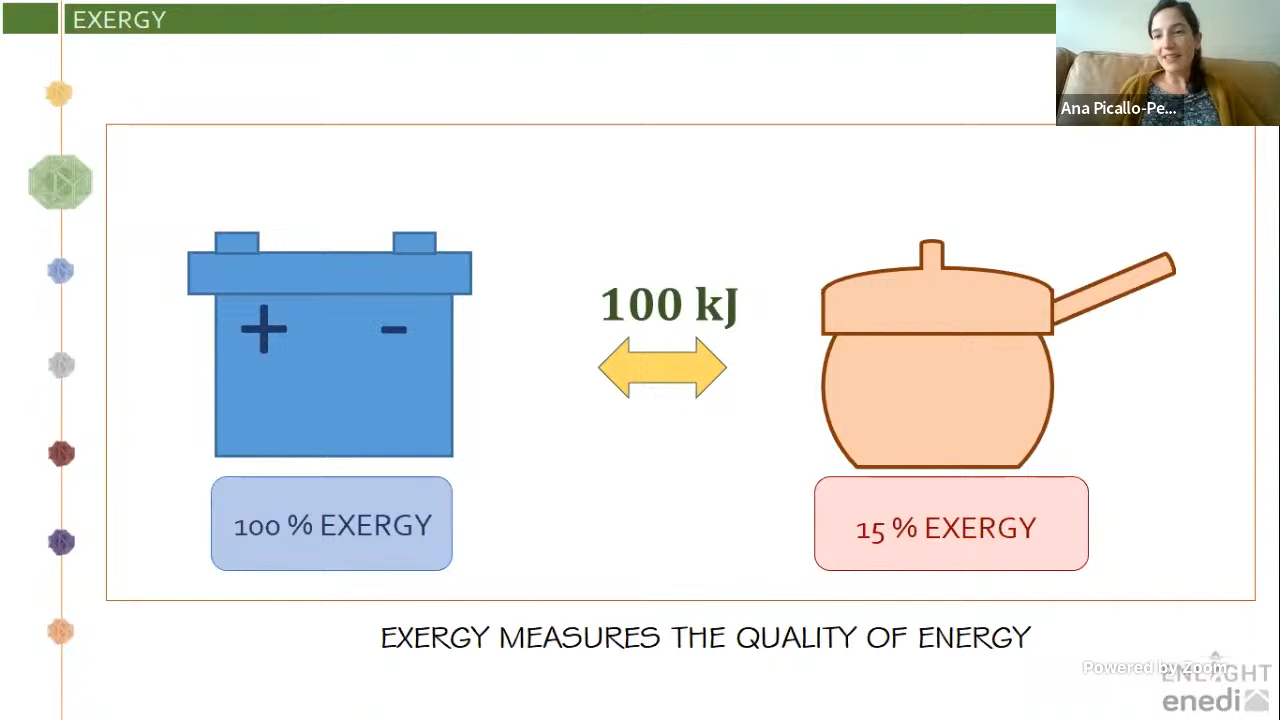 EXERGY
Ana Picallo-Pe...
100 kJ
+ -
100 % EXERGY
15 % EXERGY
EXERGY MEASURES THE QUALITY OF ENERGY
Powered by Zoom
enedi